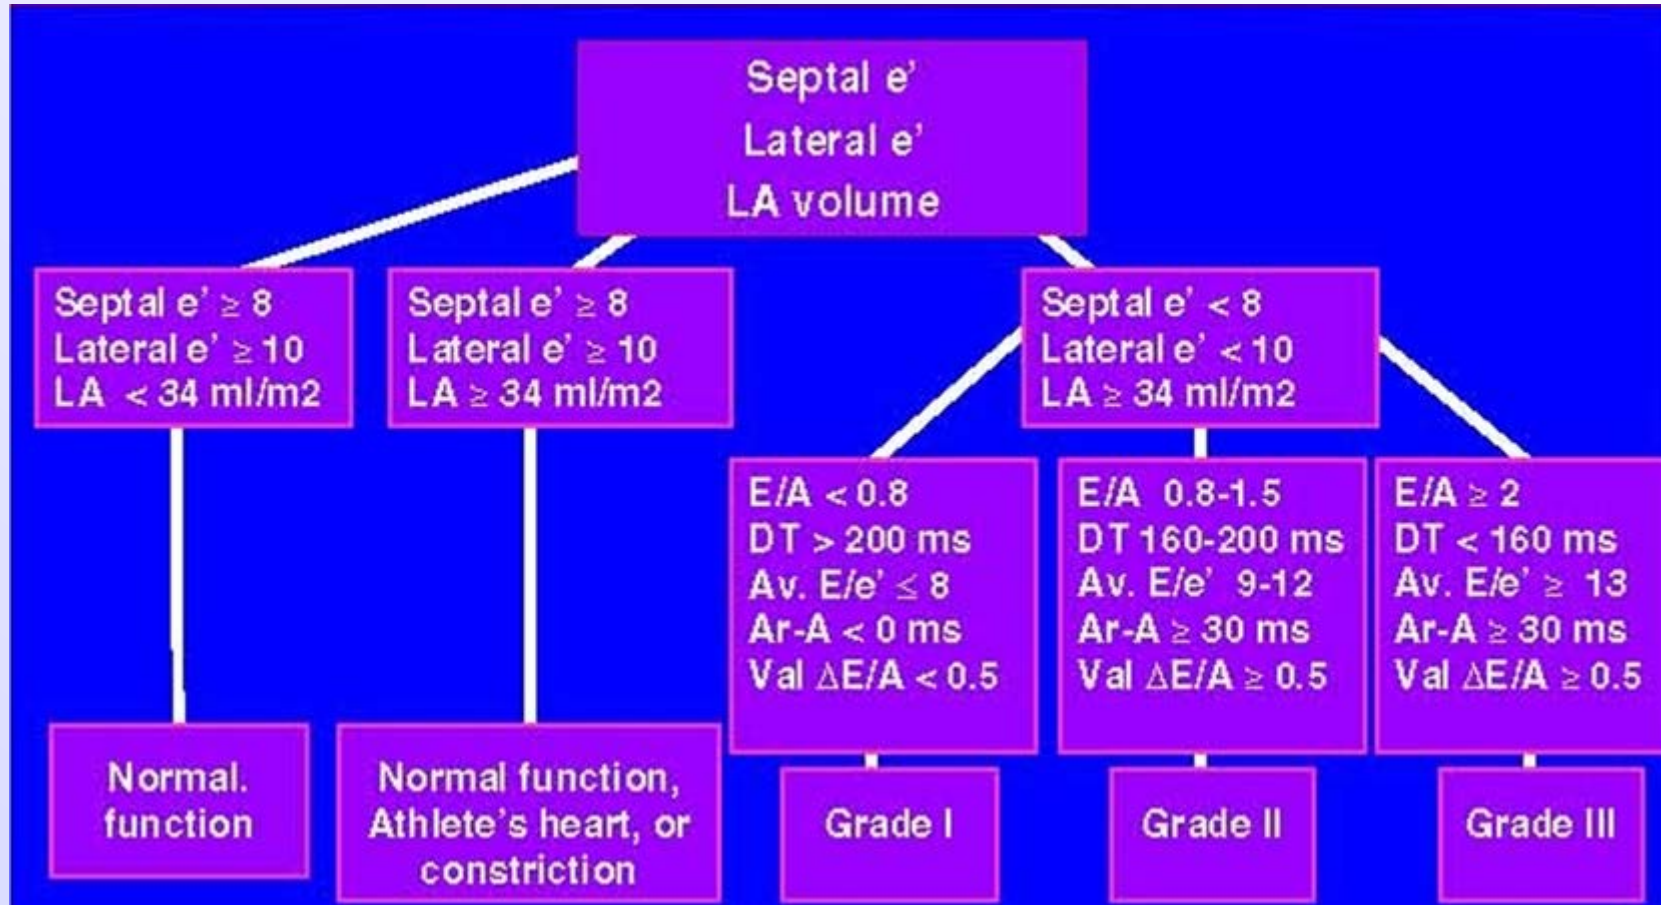 Septal e'
Lateral e'
LA volume
Septal e' ≥ 8
Lateral e' ≥ 10
LA < 34 ml/m2
Septal e' ≥ 8
Lateral e' ≥ 10
LA ≥ 34 ml/m2
Septal e' < 8
Lateral e' < 10
LA ≥ 34 ml/m2
E/A < 0.8
DT > 200 ms
Av. E/e' ≤ 8
Ar-A < 0 ms
Val ΔE/A < 0.5
E/A 0.8-1.5
DT 160-200 ms
Av. E/e' 9-12
Ar-A ≥ 30 ms
Val ΔE/A ≥ 0.5
E/A ≥ 2
DT < 160 ms
Av. E/e' ≥ 13
Ar-A ≥ 30 ms
Val ΔE/A ≥ 0.5
Normal.
function
Normal function,
Athlete's heart, or
constriction
Grade I
Grade II
Grade III